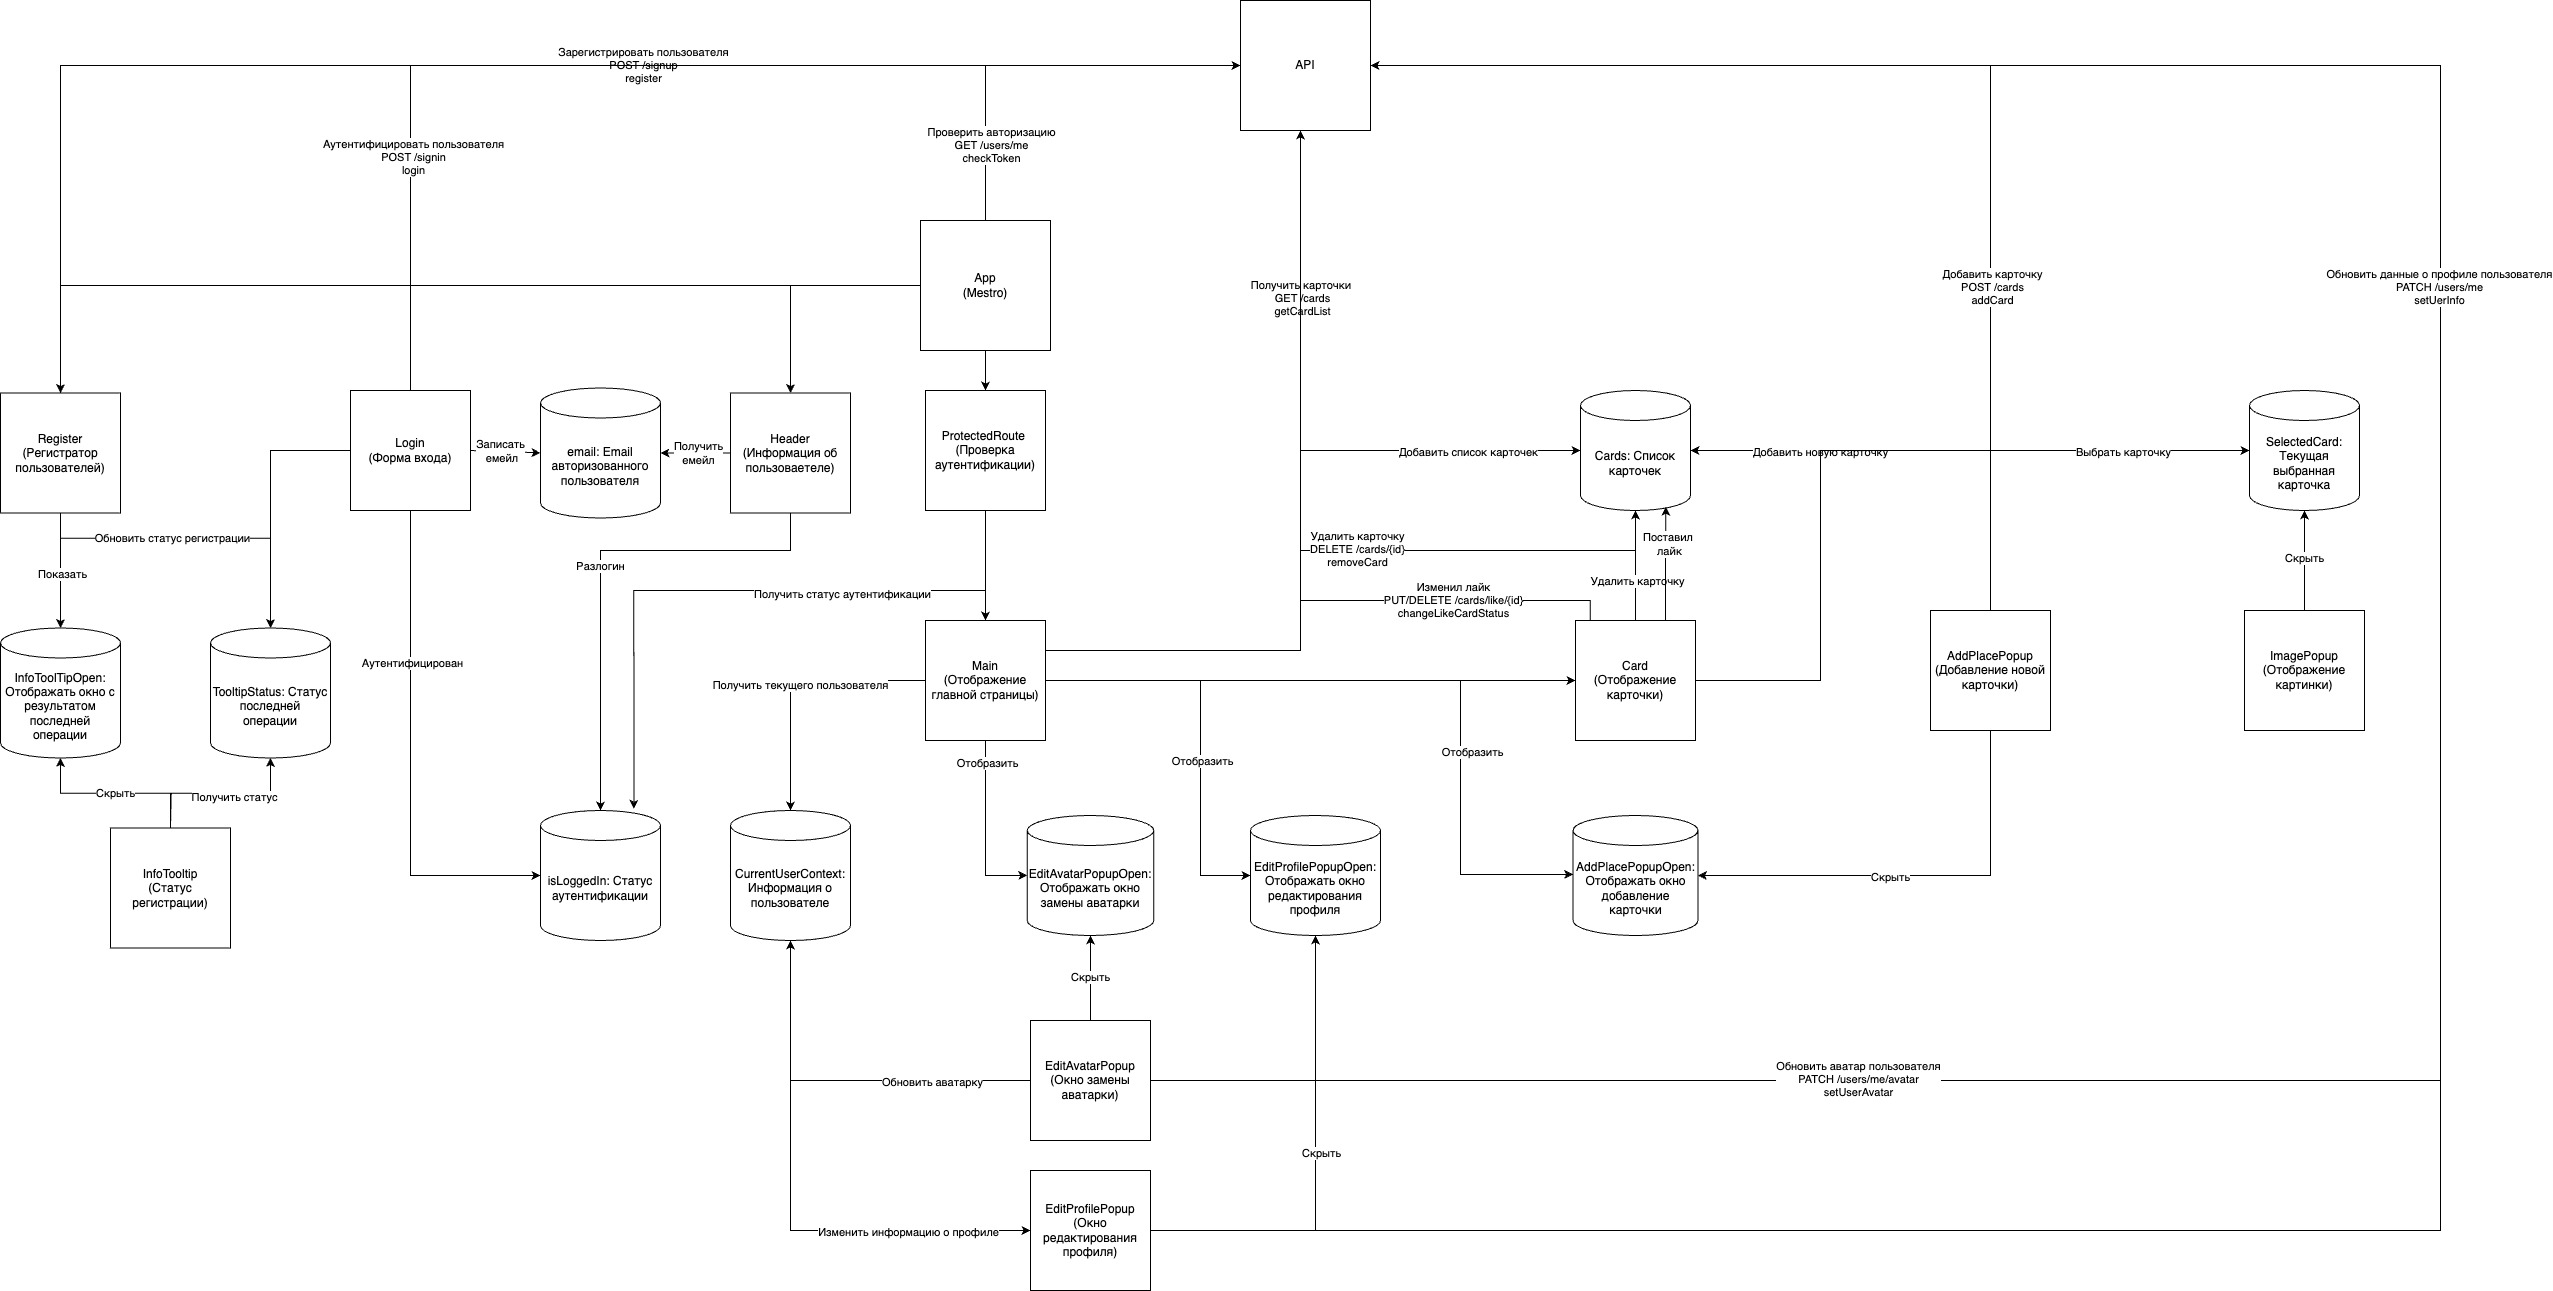 Зарегистрировать пользователя
POST /signup
register
API
Аутентифицировать пользователя
POST /signin
login
Проверить авторизацию
GET /users/me
checkToken
App
(Mestro)
Получить карточки
GET /cards
getCardList
Добавить карточку
POST /cards
addCard
Обновить данные о профиле пользователя
PATCH /users/me
setUerInfo
Register
(Регистратор
пользователей)
Login
(Форма входа)
Записать
емейл
email: Email
авторизованного
пользователя
Получить
емейл
Header
(Информация об
пользоваетеле)
ProtectedRoute
(Проверка
аутентификации)
Добавить список карточек
Cards: Список
карточек
Добавить новую карточку
Выбрать карточку
SelectedCard:
Текущая
выбранная
карточка
Обновить статус регистрации
Показать
Разлогин
Получить статус аутентификации
Удалить карточку
DELETE /cards/{id}
removeCard
Поставил
лайк
Удалить карточку
Изменил лайк
PUT/DELETE /cards/like/{id}
changeLikeCardStatus
Скрыть
InfoToolTipOpen:
Отображать окно с
результатом
последней
операции
TooltipStatus: Статус
последней
операции
Аутентифицирован
Получить текущего пользователя
Main
(Отображение
главной страницы)
Card
(Отображение
карточки)
AddPlacePopup
(Добавление новой
карточки)
ImagePopup
(Отображение
картинки)
Отобразить
Отобразить
Отобразить
Скрыть
Получить статус
InfoTooltip
(Статус
регистрации)
isLoggedIn: Статус
аутентификации
CurrentUserContext:
Информация о
пользователе
EditAvatarPopupOpen:
Отображать окно
замены аватарки
EditProfilePopupOpen:
Отображать окно
редактирования
профиля
AddPlacePopupOpen:
Отображать окно
добавление
карточки
Скрыть
Скрыть
EditAvatarPopup
(Окно замены
аватарки)
Обновить аватарку
Обновить аватар пользователя
PATCH /users/me/avatar
setUserAvatar
Скрыть
Изменить информацию о профиле
EditProfilePopup
(Окно
редактирования
профиля)